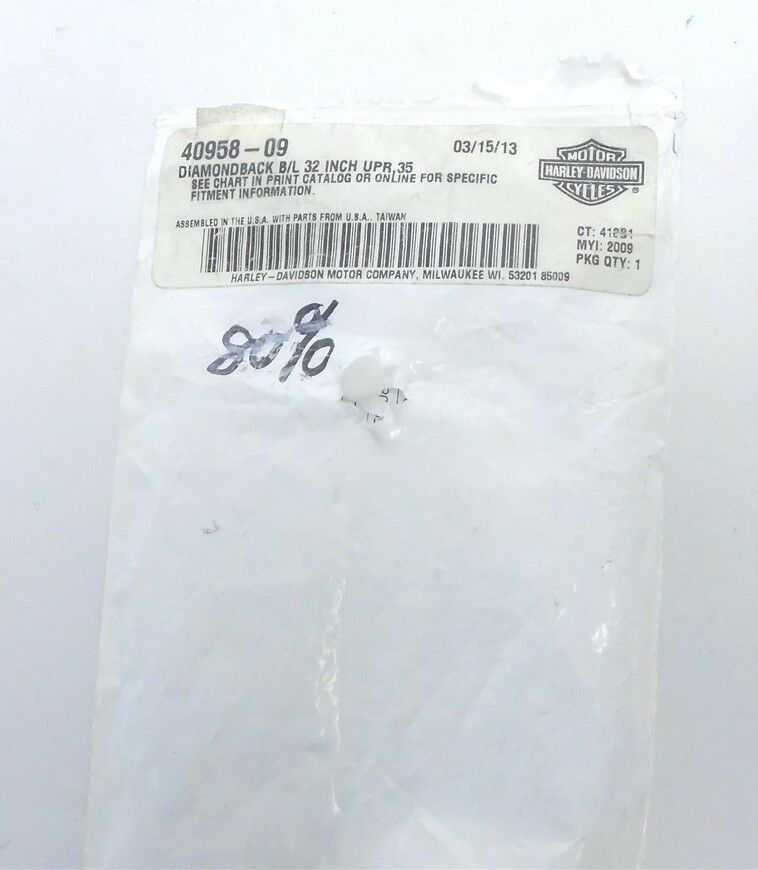 40958-09
03/15/13
DIAMONDBACK B/L 32 INCH UPR,35
SEE CHART IN PRINT CATALOG OR ONLINE FOR SPECIFIC
FITMENT INFORMATION.
MOTOR
HARLEY-DAVIDSON
CYCLES
®
ASSEMBLED IN THE U.S.A. WITH PARTS FROM U.S.A., TAIWAN
CT: 418B1
MYI: 2009
PKG QTY: 1
HARLEY-DAVIDSON MOTOR COMPANY, MILWAUKEE WI. 53201 85009
80%